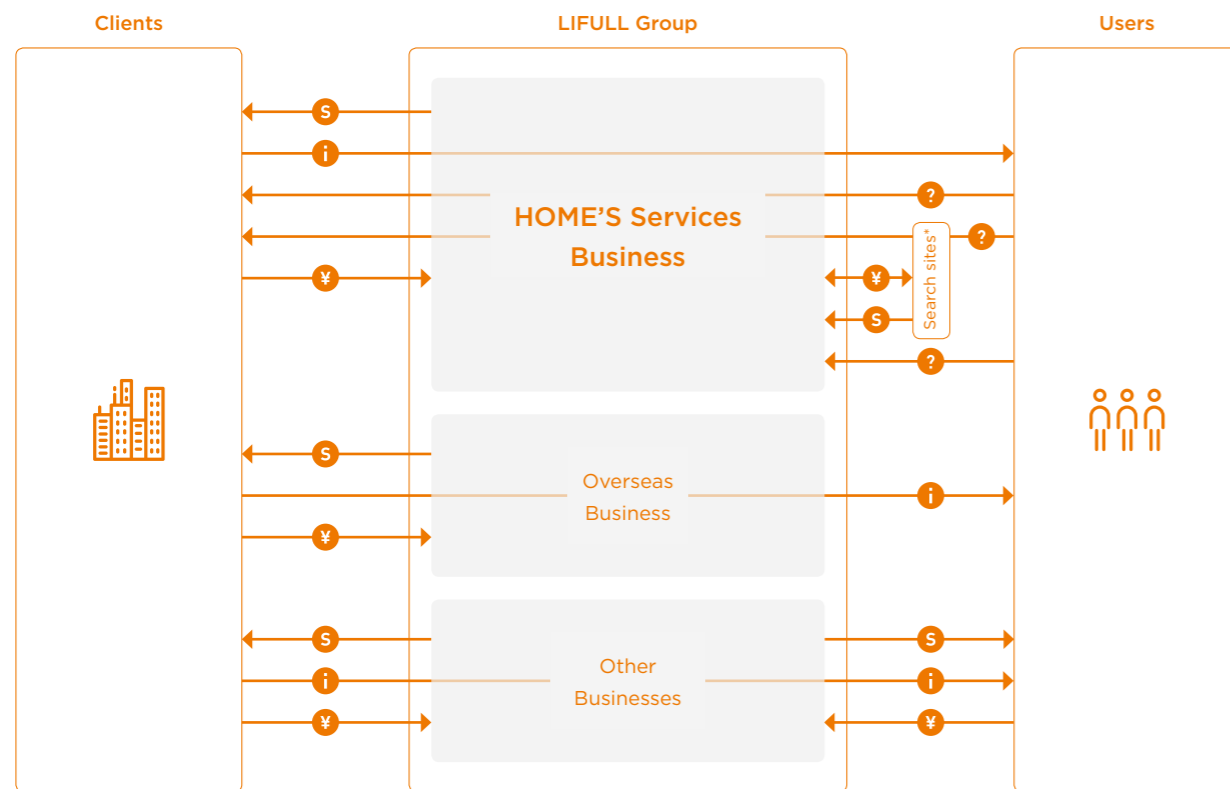 Clients
LIFULL Group
Users
S
i
?
HOME'S Services
Business
?
Search sites*
¥
¥
S
?
S
Overseas
Business
i
¥
S
S
Other
Businesses
i
i
¥
¥